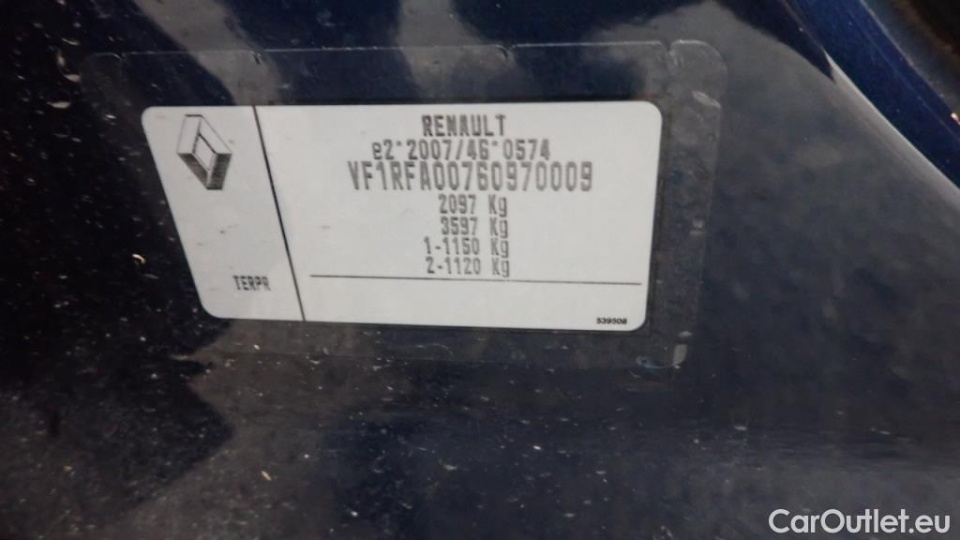 RENAULT
e2*2007/46*0574
VF1RFA00760970009
2097 Kg
3597 Kg
1-1150 Kg
2-1120 Kg
TERPR
539508
CarOutlet.eu